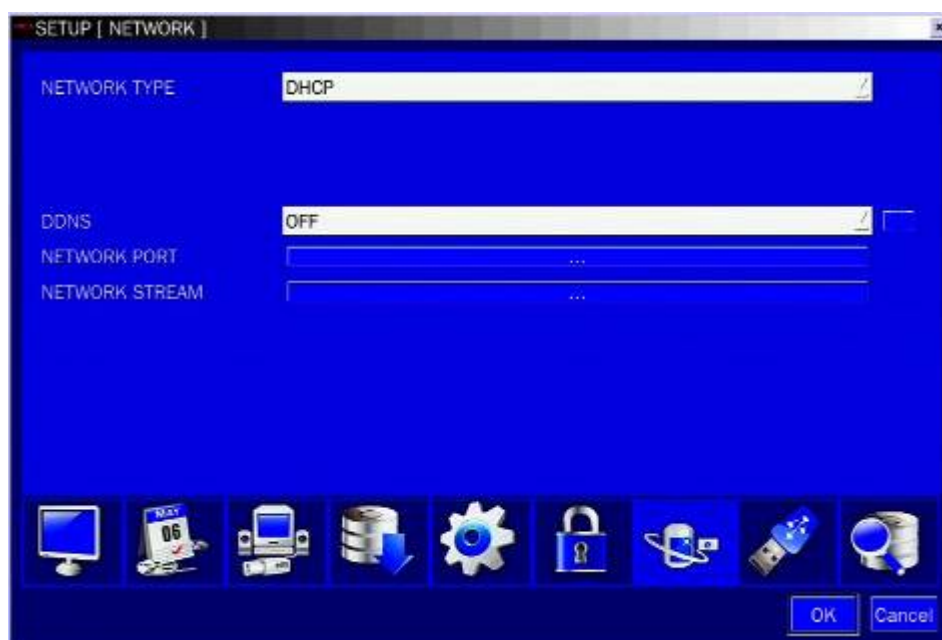 SETUP [ NETWORK ]
NETWORK TYPE DHCP
DDNS OFF
NETWORK PORT ...
NETWORK STREAM ...
MAY
06
OK Cancel